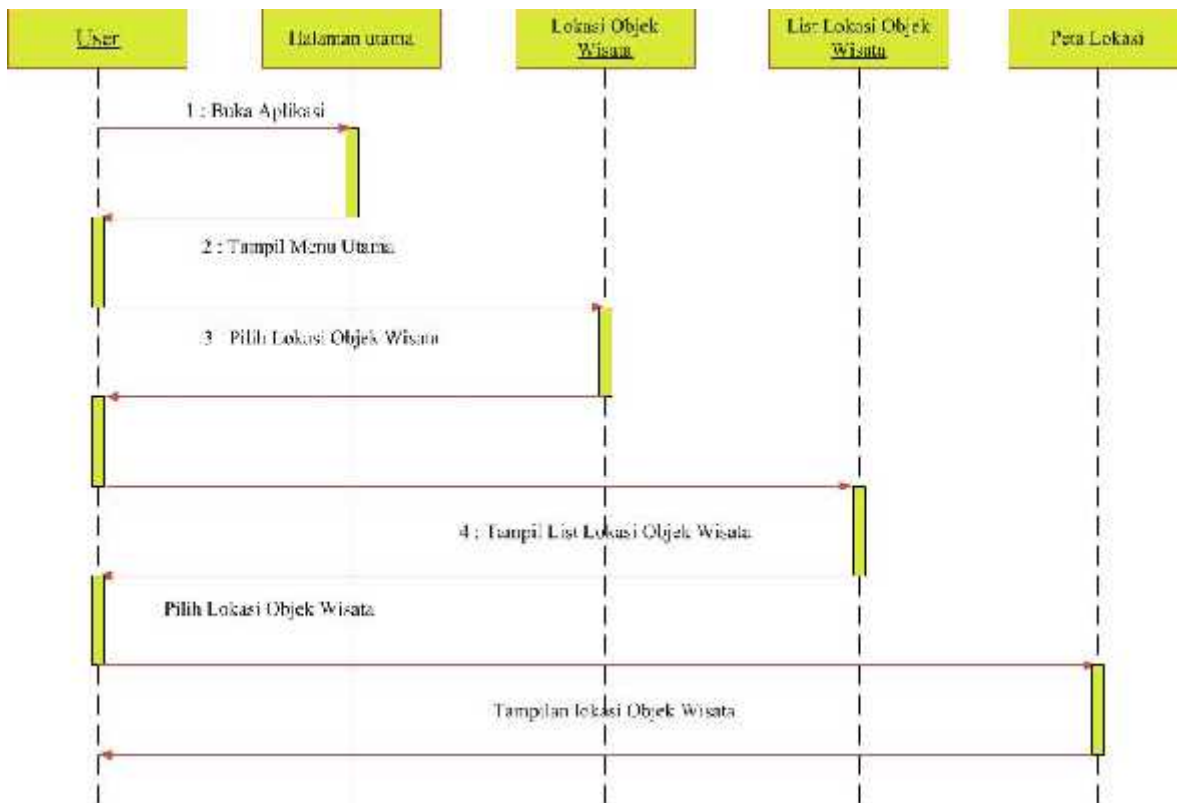 User
Halaman utama
Lokasi Objek
Wisata
List Lokasi Objek
Wisata
Peta Lokasi
1 : Buka Aplikasi
2 : Tampil Menu Utama
3 : Pilih Lokasi Objek Wisata
4 : Tampil List Lokasi Objek Wisata
Pilih Lokasi Objek Wisata
Tampilan lokasi Objek Wisata